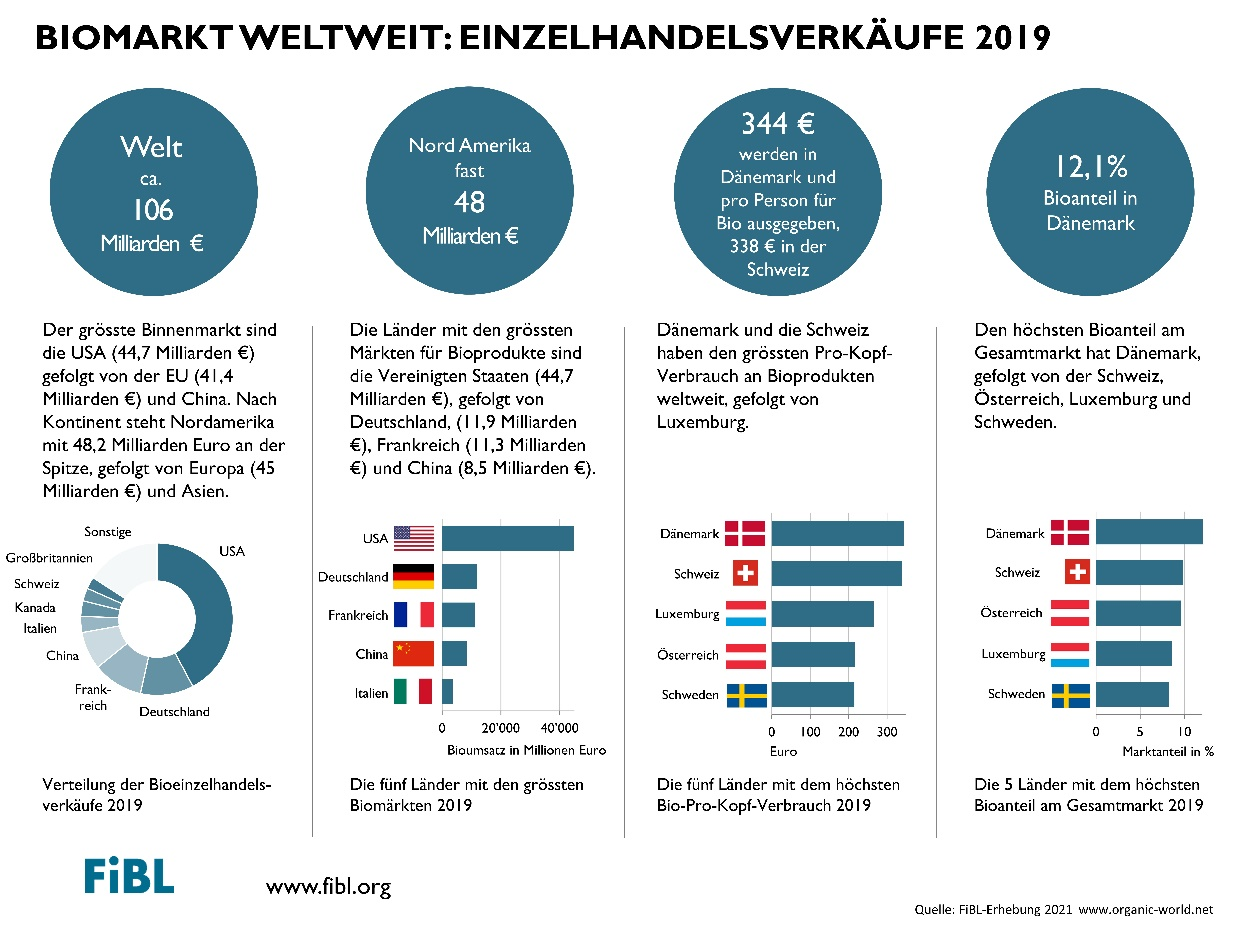 BIOMARKT WELTWEIT: EINZELHANDELSVERKÄUFE 2019
Welt
ca.
106
Milliarden €
Nord Amerika
fast
48
Milliarden €
344 €
werden in
Dänemark und
pro Person für
Bio ausgegeben,
338 € in der
Schweiz
12,1%
Bioanteil in
Dänemark
Der grösste Binnenmarkt sind
die USA (44,7 Milliarden €)
gefolgt von der EU (41,4
Milliarden €) und China. Nach
Kontinent steht Nordamerika
mit 48,2 Milliarden Euro an der
Spitze, gefolgt von Europa (45
Milliarden €) und Asien.
Die Länder mit den grössten
Märkten für Bioprodukte sind
die Vereinigten Staaten (44,7
Milliarden €), gefolgt von
Deutschland, (11,9 Milliarden
€), Frankreich (11,3 Milliarden
€) und China (8,5 Milliarden €).
Dänemark und die Schweiz
haben den grössten Pro-Kopf-
Verbrauch an Bioprodukten
weltweit, gefolgt von
Luxemburg.
Den höchsten Bioanteil am
Gesamtmarkt hat Dänemark,
gefolgt von der Schweiz,
Österreich, Luxemburg und
Schweden.
Sonstige
USA
Großbritannien
Schweiz
Kanada
Italien
China
Frank-
reich
Deutschland
Verteilung der Bioeinzelhandels-
verkäufe 2019
USA
Deutschland
Frankreich
China
Italien
0 20'000 40'000
Bioumsatz in Millionen Euro
Die fünf Länder mit den grössten
Biomärkten 2019
Dänemark
Schweiz
Luxemburg
Österreich
Schweden
0 100 200 300
Euro
Die fünf Länder mit dem höchsten
Bio-Pro-Kopf-Verbrauch 2019
Dänemark
Schweiz
Österreich
Luxemburg
Schweden
0 5 10
Marktanteil in %
Die 5 Länder mit dem höchsten
Bioanteil am Gesamtmarkt 2019
FiBL
www.fibl.org
Quelle: FiBL-Erhebung 2021 www.organic-world.net